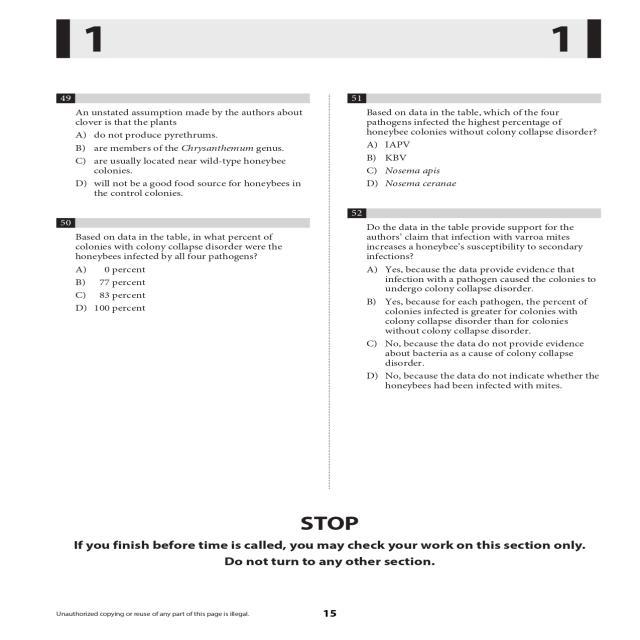 1
1
49
An unstated assumption made by the authors about
clover is that the plants
A) do not produce pyrethrums.
B) are members of the Chrysanthemum genus.
C) are usually located near wild-type honeybee
colonies.
D) will not be a good food source for honeybees in
the control colonies.
50
Based on data in the table, in what percent of
colonies with colony collapse disorder were the
honeybees infected by all four pathogens?
A) 0 percent
B) 77 percent
C) 83 percent
D) 100 percent
51
Based on data in the table, which of the four
pathogens infected the highest percentage of
honeybee colonies without colony collapse disorder?
A) IAPV
B) KBV
C) Nosema apis
D) Nosema ceranae
52
Do the data in the table provide support for the
authors' claim that infection with varroa mites
increases a honeybee's susceptibility to secondary
infections?
A) Yes, because the data provide evidence that
infection with a pathogen caused the colonies to
undergo colony collapse disorder.
B) Yes, because for each pathogen, the percent of
colonies infected is greater for colonies with
colony collapse disorder than for colonies
without colony collapse disorder.
C) No, because the data do not provide evidence
about bacteria as a cause of colony collapse
disorder.
D) No, because the data do not indicate whether the
honeybees had been infected with mites.
STOP
If you finish before time is called, you may check your work on this section only.
Do not turn to any other section.
Unauthorized copying or reuse of any part of this page is illegal.
15